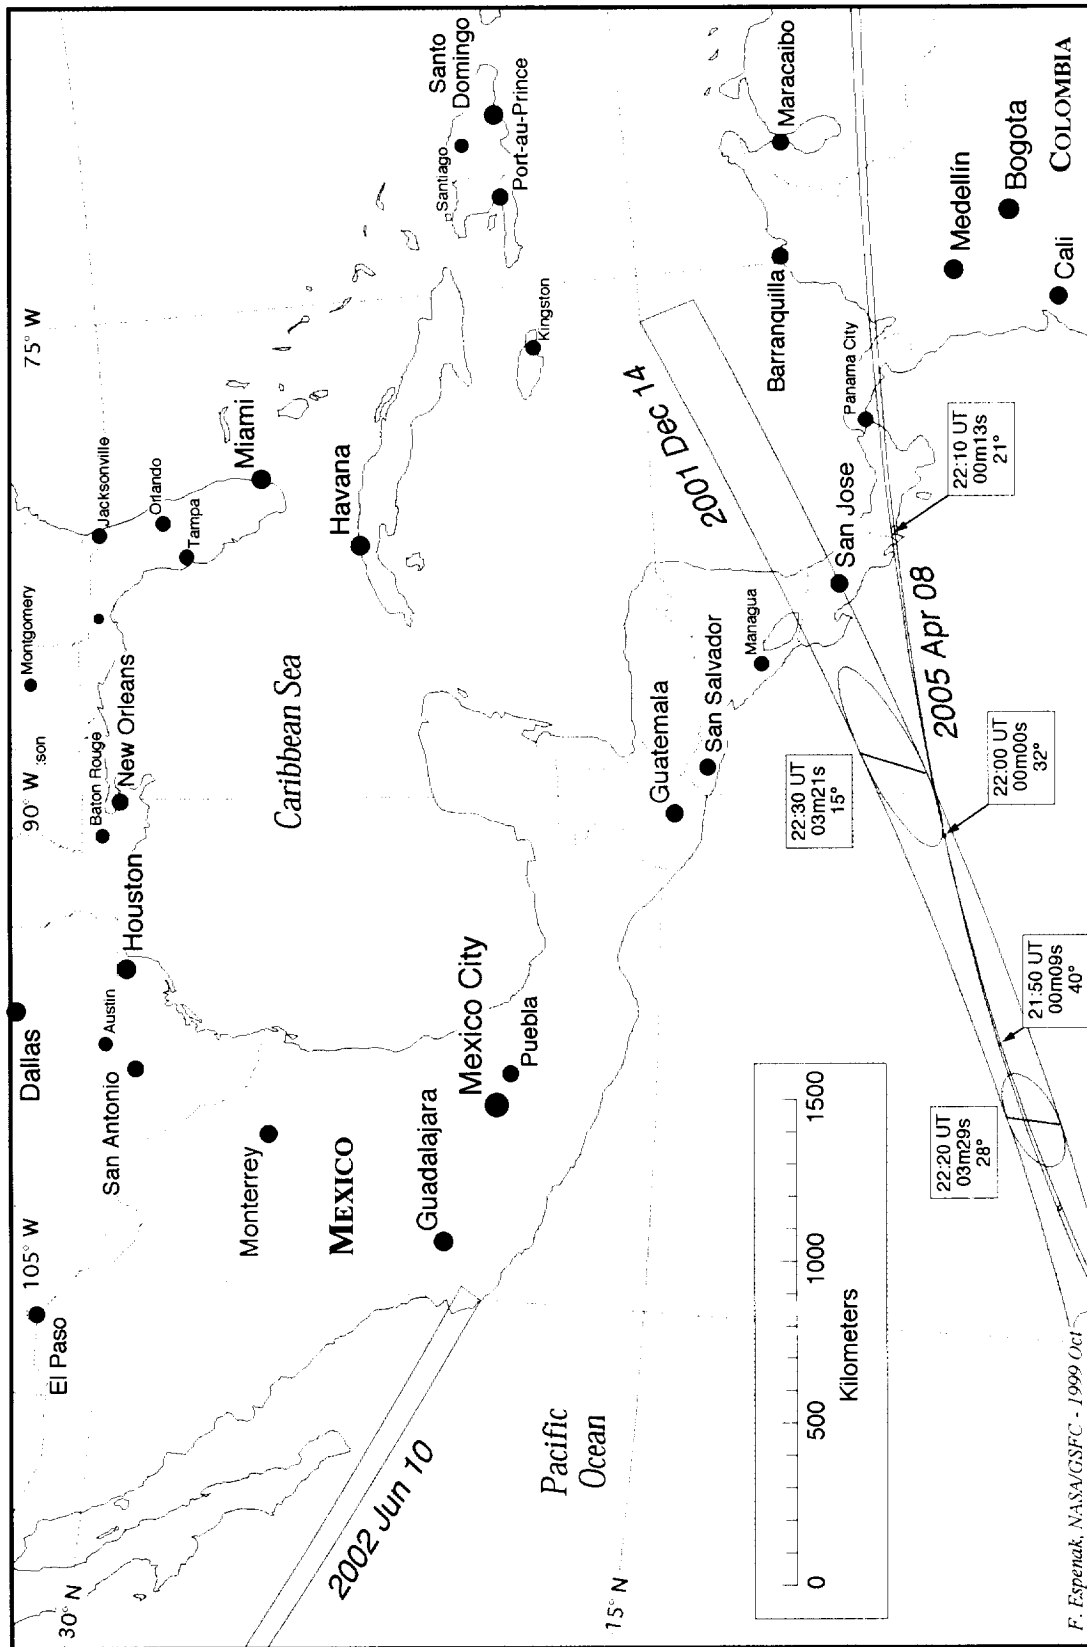 Dallas
El Paso
105° W
90° W
.son
75° W
30° N
15° N
San Antonio
Austin
Houston
Baton Rouge
New Orleans
Montgomery
Jacksonville
Orlando
Tampa
Miami
Monterrey
MEXICO
Guadalajara
Mexico City
Puebla
Caribbean Sea
Havana
Santiago
Santo
Domingo
Port-au-Prince
Kingston
2002 Jun 10
Pacific
Ocean
Guatemala
San Salvador
Managua
San Jose
2001 Dec 14
Panama City
Barranquilla
Maracaibo
Medellín
Bogota
Cali
COLOMBIA
2005 Apr 08
22:20 UT
03m29s
28°
22:30 UT
03m21s
15°
21:50 UT
00m09s
40°
22:00 UT
00m00s
32°
22:10 UT
00m13s
21°
0
500
1000
1500
Kilometers
F. Espenak, NASA/GSFC - 1999 Oct